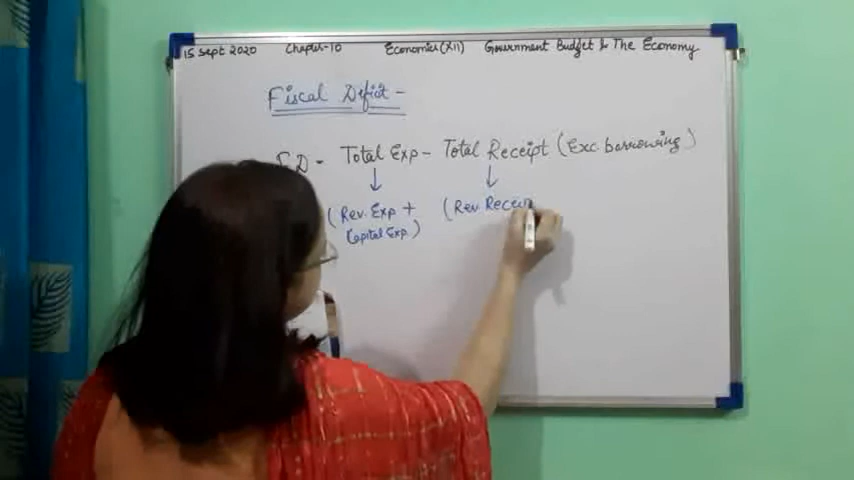 15 Sept 2020 Chapter-10 Economics (XII) Government Budget & The Economy
Fiscal Deficit -
F.D = Total Exp - Total Receipt (Exc. borrowing)
(Rev. Exp + (Rev. Receip
Capital Exp.)